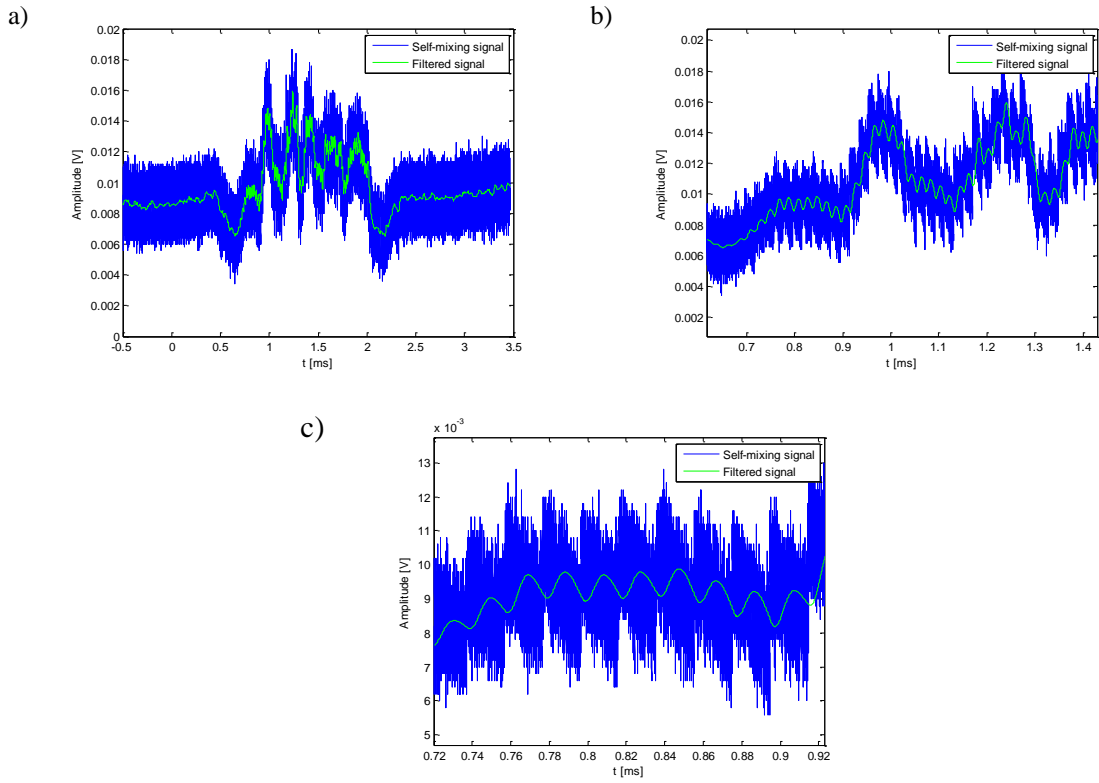 a)
0.02
0.018
0.016
0.014
0.012
0.01
0.008
0.006
0.004
0.002
0
Amplitude [V]
-0.5 0 0.5 1 1.5 2 2.5 3 3.5
t [ms]
Self-mixing signal
Filtered signal
b)
0.02
0.018
0.016
0.014
0.012
0.01
0.008
0.006
0.004
0.002
Amplitude [V]
0.7 0.8 0.9 1 1.1 1.2 1.3 1.4
t [ms]
Self-mixing signal
Filtered signal
c)
x 10 -3
13
12
11
10
9
8
7
6
5
Amplitude [V]
0.72 0.74 0.76 0.78 0.8 0.82 0.84 0.86 0.88 0.9 0.92
t [ms]
Self-mixing signal
Filtered signal